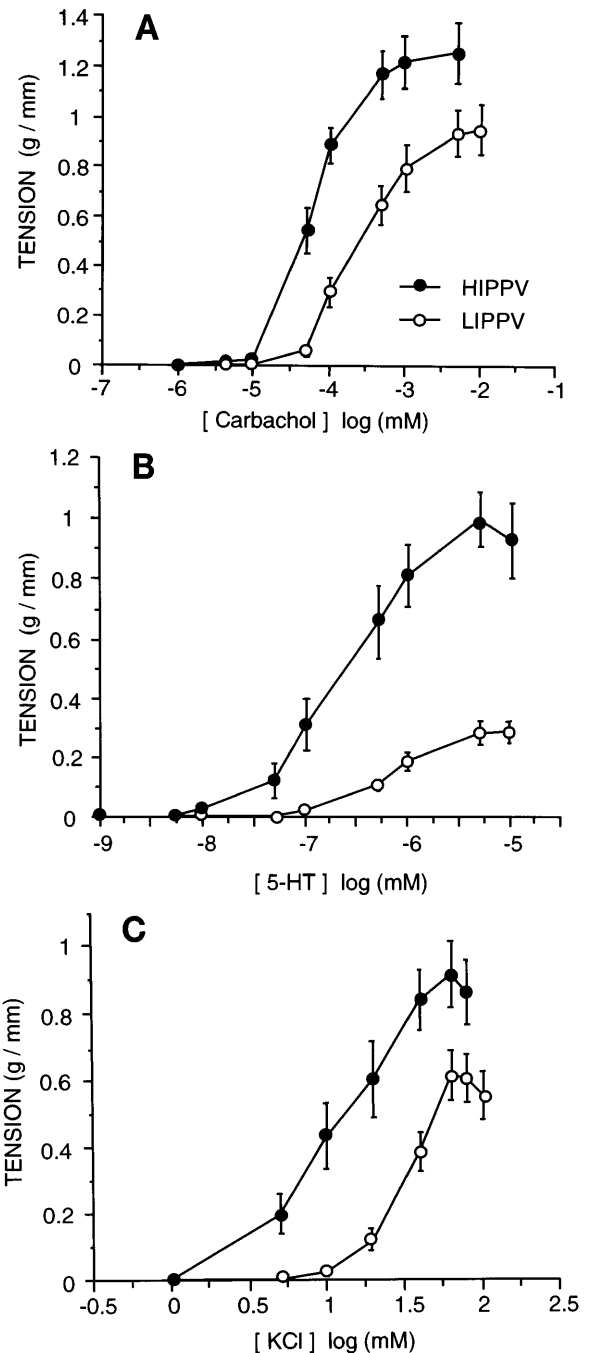 A
1.4
1.2
1
0.8
0.6
0.4
0.2
0
TENSION (g / mm)
HIPPV
LIPPV
-7 -6 -5 -4 -3 -2 -1
[ Carbachol ] log (mM)
B
1.2
1
0.8
0.6
0.4
0.2
0
TENSION (g / mm)
-9 -8 -7 -6 -5
[ 5-HT ] log (mM)
C
1
0.8
0.6
0.4
0.2
0
TENSION (g / mm)
-0.5 0 0.5 1 1.5 2 2.5
[ KCl ] log (mM)